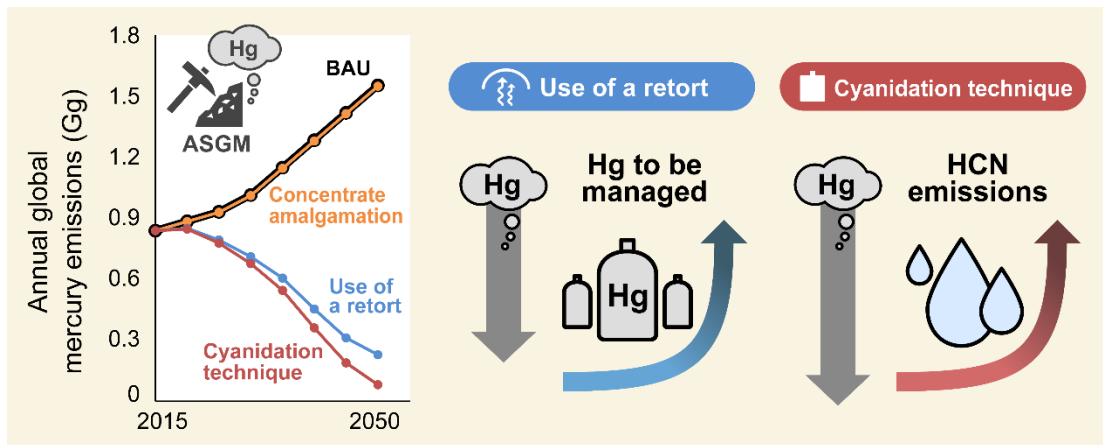 1.8
1.5
1.2
0.9
0.6
0.3
0
Annual global
mercury emissions (Gg)
2015
2050
Hg
ASGM
BAU
Concentrate
amalgamation
Use of
a retort
Cyanidation
technique
Use of a retort
Hg
Hg to be
managed
Hg
Cyanidation technique
Hg
HCN
emissions